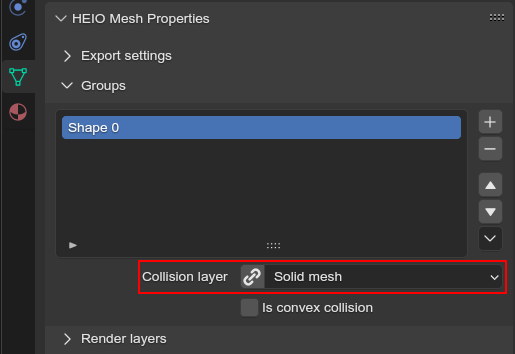 HEIO Mesh Properties
Export settings
Groups
Shape 0
Collision layer Solid mesh
Is convex collision
Render layers